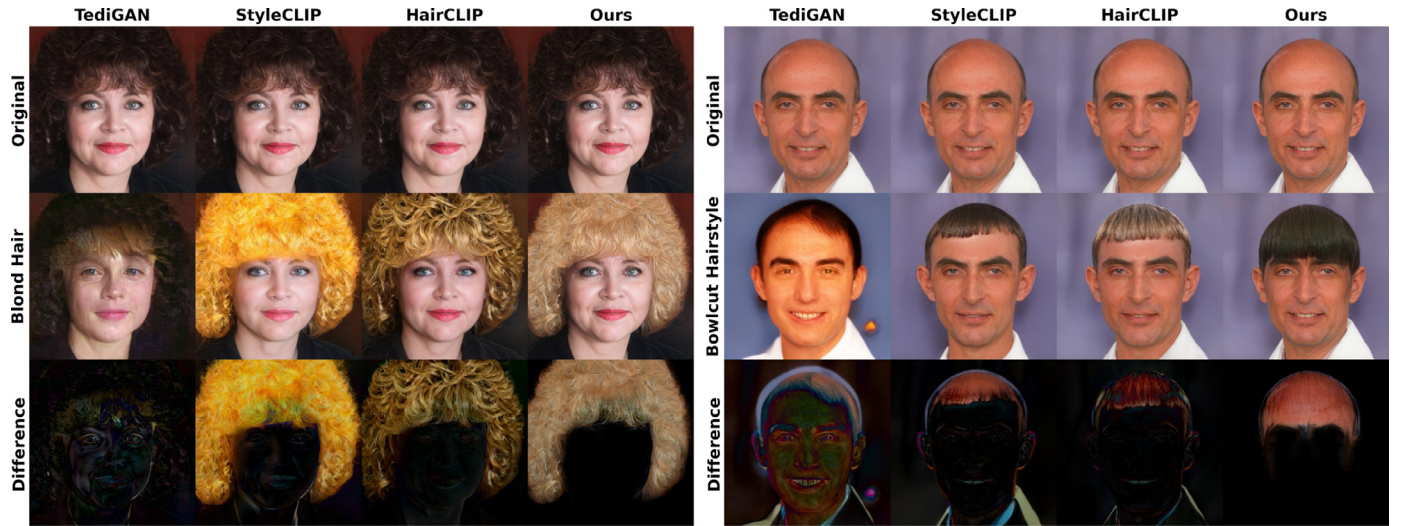 TediGAN StyleCLIP HairCLIP Ours
Original
Blond Hair
Difference
TediGAN StyleCLIP HairCLIP Ours
Original
Bowlcut Hairstyle
Difference